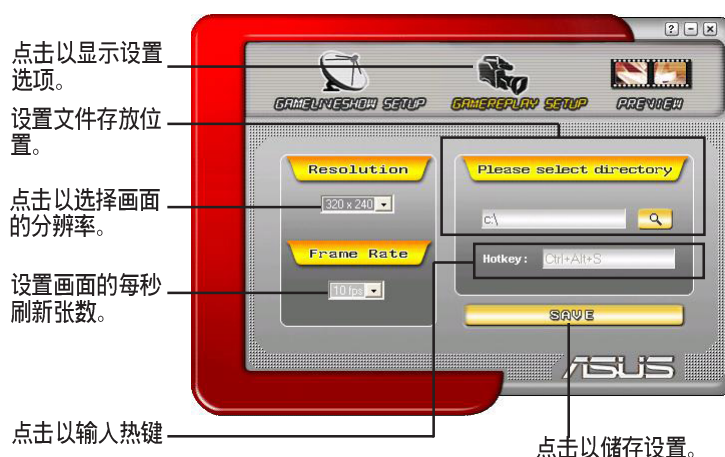 点击以显示设置
选项。
设置文件存放位
置。
点击以选择画面
的分辨率。
设置画面的每秒
刷新张数。
点击以输入热键
GAMELIVESHOW SETUP
GAMEREPLAY SETUP
PREVIEW
Resolution
320 x 240
Frame Rate
10 fps
Please select directory
c:\
Hotkey :
Ctrl+Alt+S
SAVE
ASUS
点击以储存设置。